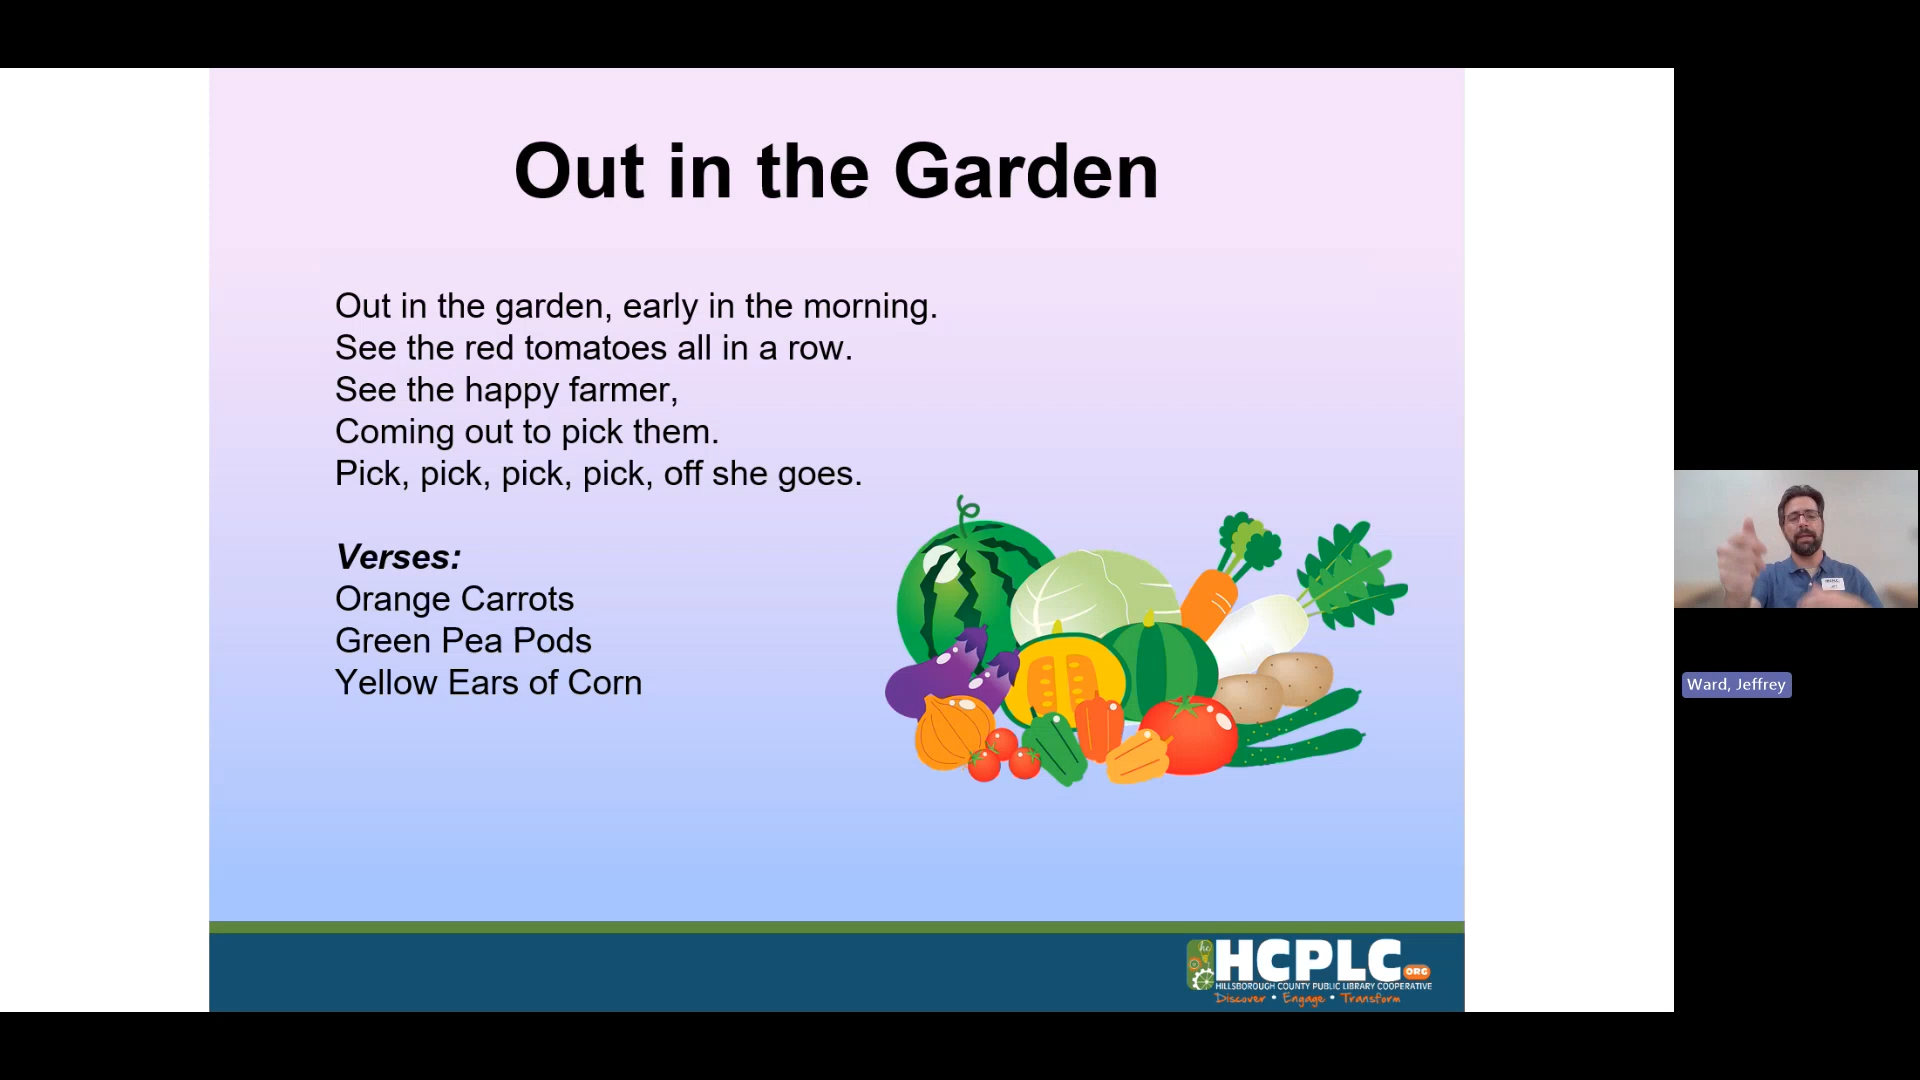 Out in the Garden
Out in the garden, early in the morning.
See the red tomatoes all in a row.
See the happy farmer,
Coming out to pick them.
Pick, pick, pick, pick, off she goes.
Verses:
Orange Carrots
Green Pea Pods
Yellow Ears of Corn
Ward, Jeffrey
hc
HCPLC ORG
HILLSBOROUGH COUNTY PUBLIC LIBRARY COOPERATIVE
Discover • Engage • Transform